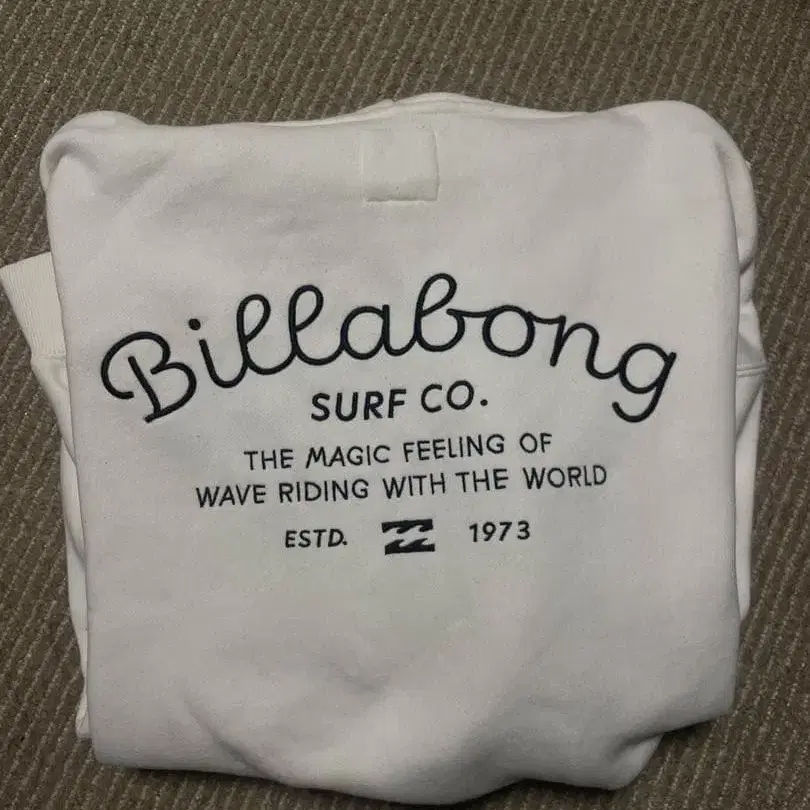 Billabong
SURF CO.
THE MAGIC FEELING OF
WAVE RIDING WITH THE WORLD
ESTD. 1973